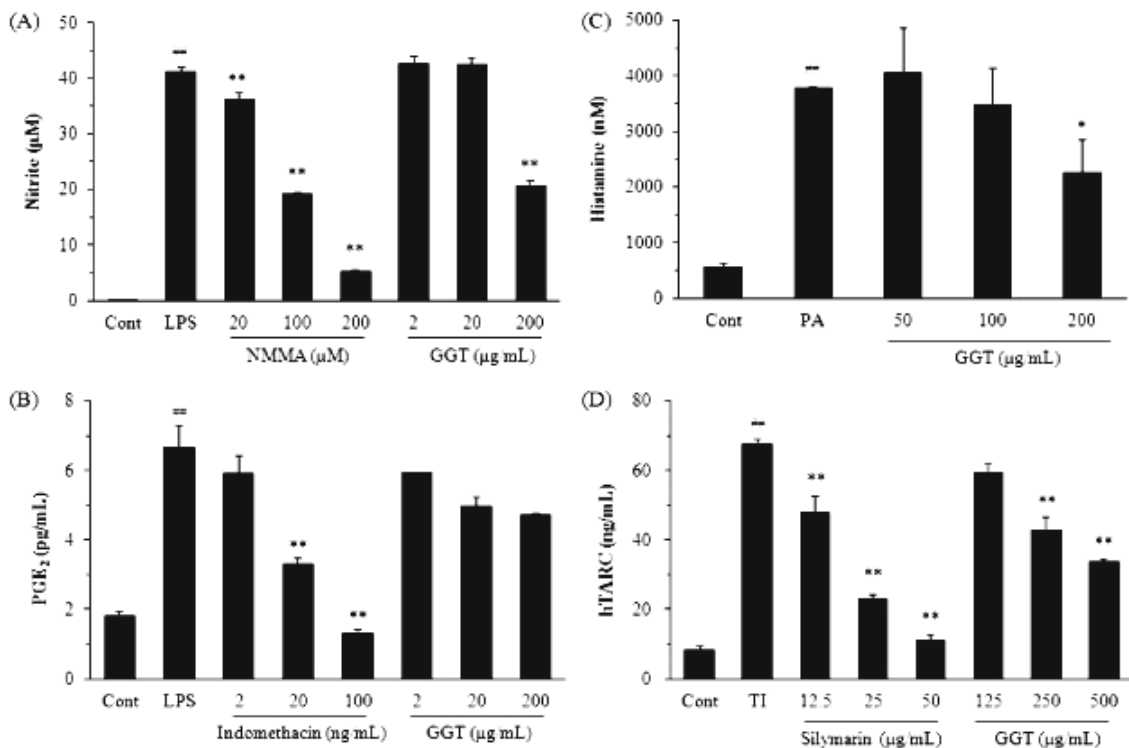 (A)
Nitrite (µM)
50
40
30
20
10
0
##
**
**
**
**
Cont LPS 20 100 200 2 20 200
NMMA (µM) GGT (µg/mL)
(C)
Histamine (nM)
5000
4000
3000
2000
1000
0
##
*
Cont PA 50 100 200
GGT (µg/mL)
(B)
PGE2 (pg/mL)
8
6
4
2
0
##
**
**
Cont LPS 2 20 100 2 20 200
Indomethacin (ng/mL) GGT (µg/mL)
(D)
hTARC (ng/mL)
80
60
40
20
0
##
**
**
**
**
**
Cont TI 12.5 25 50 125 250 500
Silymarin (µg/mL) GGT (µg/mL)